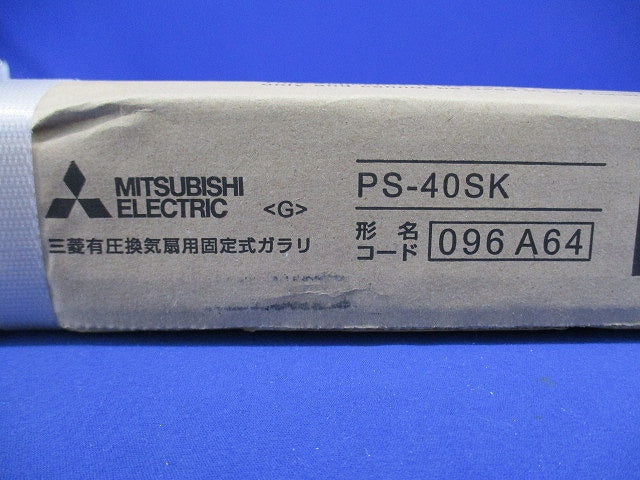 MITSUBISHI
ELECTRIC <G>
三菱有圧換気扇用固定式ガラリ
PS-40SK
形名
コード 096 A64